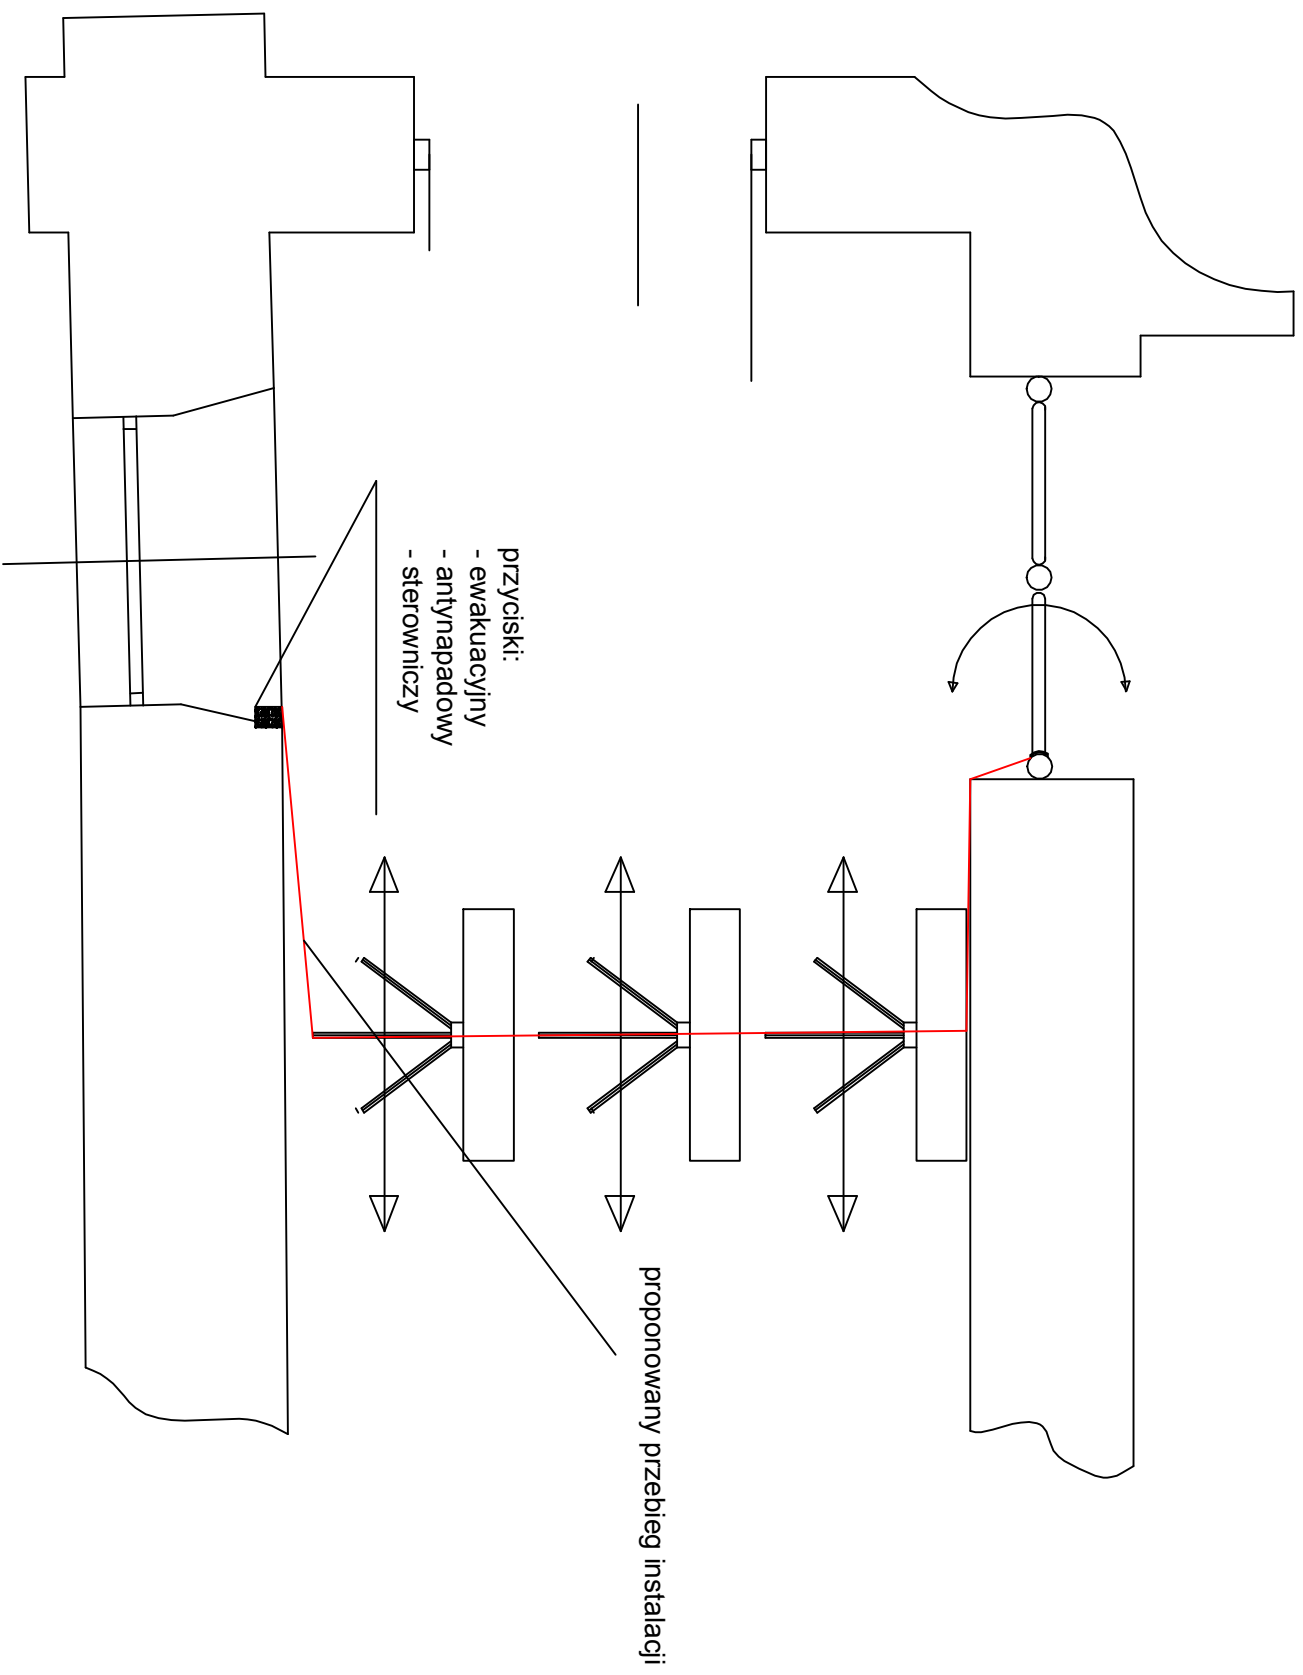 przyciski:
- ewakuacyjny
- antynapadowy
- sterowniczy
proponowany przebieg instalacji